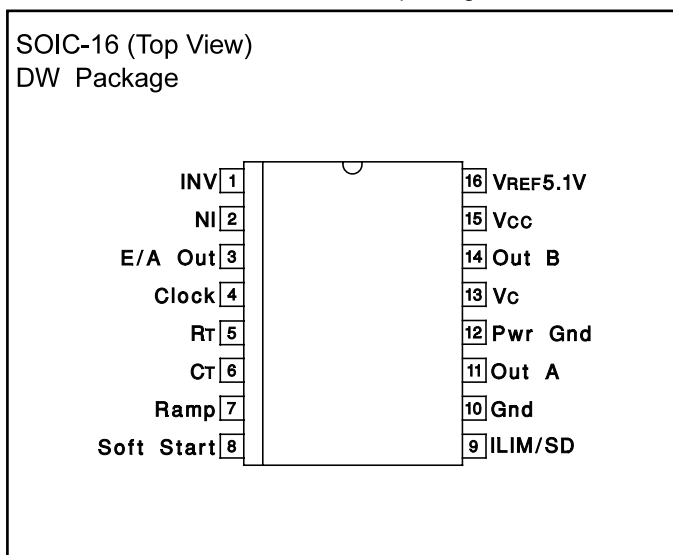 SOIC-16 (Top View)
DW Package
INV 1
NI 2
E/A Out 3
Clock 4
RT 5
CT 6
Ramp 7
Soft Start 8
16 VREF5.1V
15 VCC
14 Out B
13 VC
12 Pwr Gnd
11 Out A
10 Gnd
9 ILIM/SD